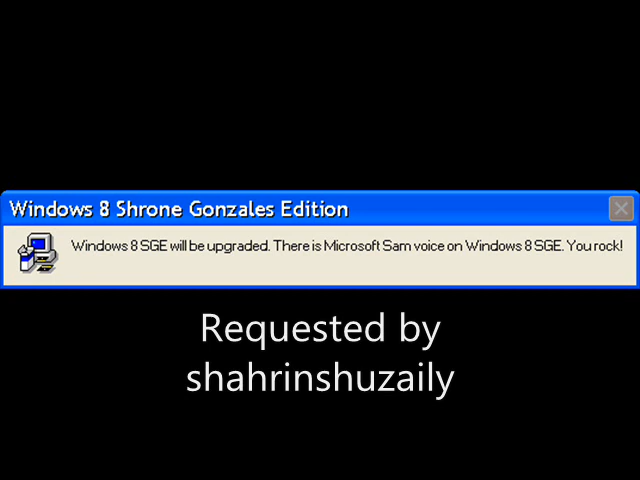 Windows 8 Shrone Gonzales Edition
Windows 8 SGE will be upgraded. There is Microsoft Sam voice on Windows 8 SGE. You rock!
Requested by
shahrinshuzaily